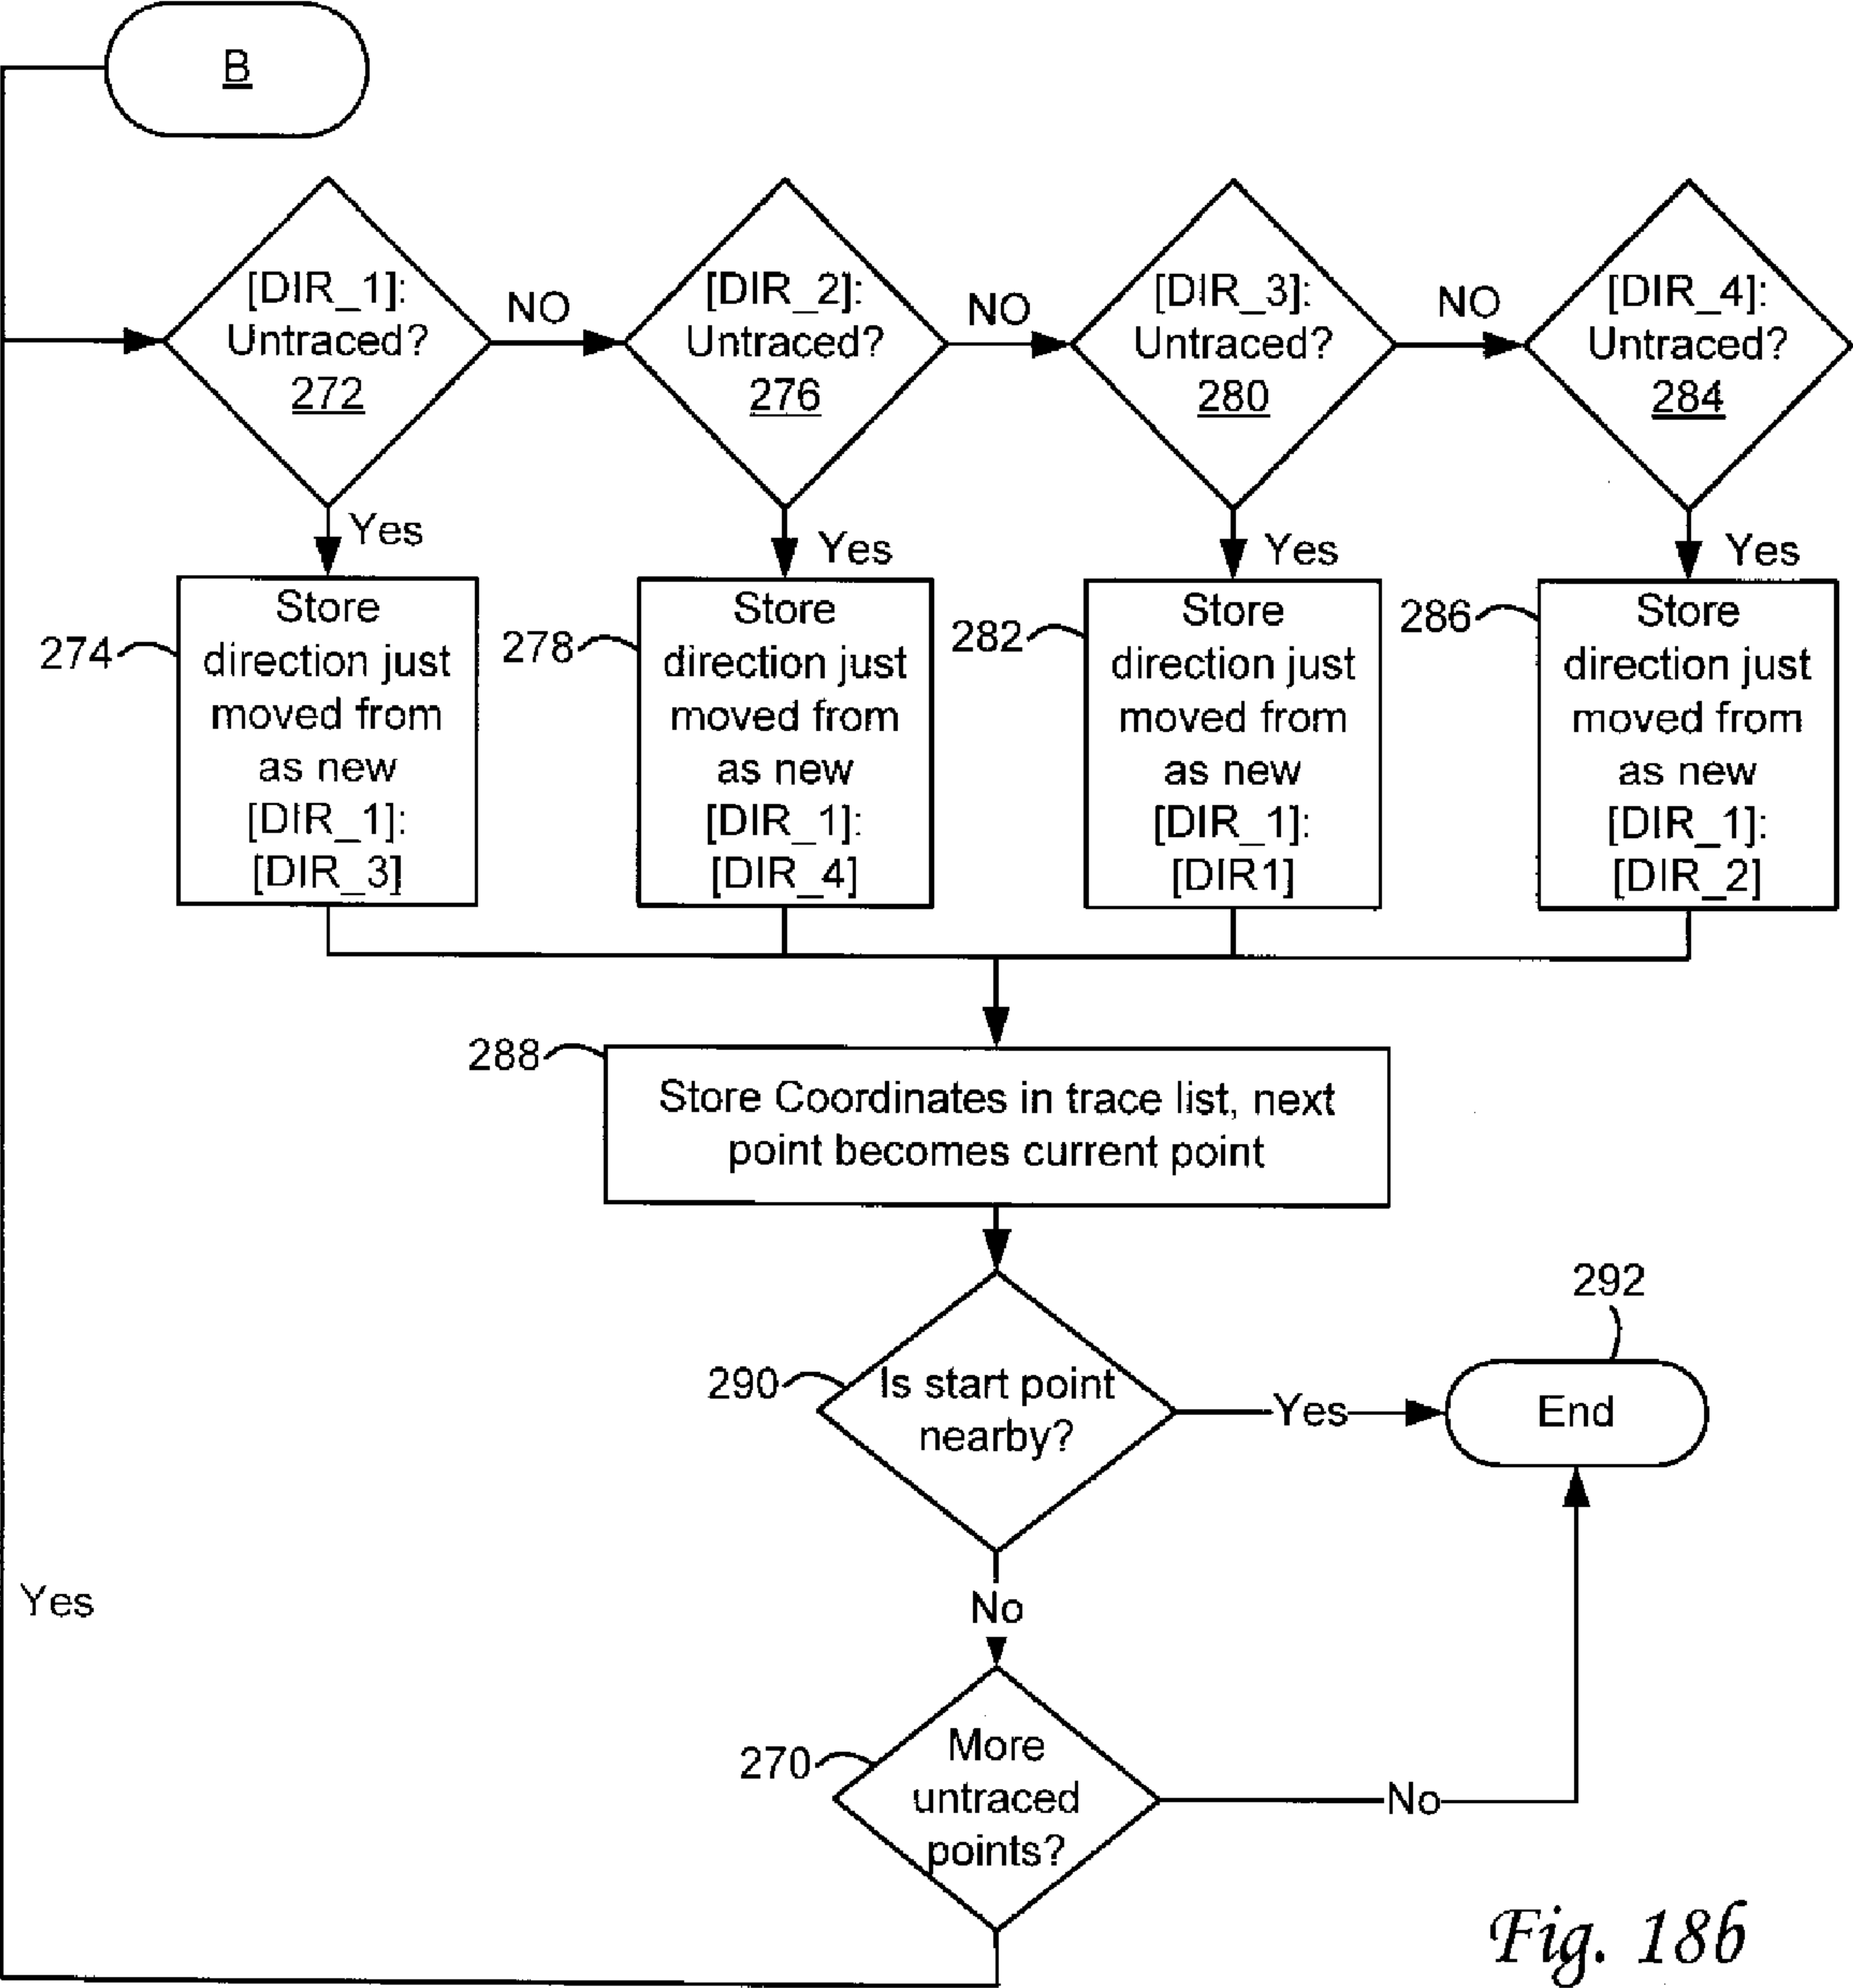 B
[DIR_1]:
Untraced?
272
NO
[DIR_2]:
Untraced?
276
NO
[DIR_3]:
Untraced?
280
NO
[DIR_4]:
Untraced?
284
Yes
Yes
Yes
Yes
274
Store
direction just
moved from
as new
[DIR_1]:
[DIR_3]
278
Store
direction just
moved from
as new
[DIR_1]:
[DIR_4]
282
Store
direction just
moved from
as new
[DIR_1]:
[DIR1]
286
Store
direction just
moved from
as new
[DIR_1]:
[DIR_2]
288
Store Coordinates in trace list, next
point becomes current point
290
Is start point
nearby?
Yes
292
End
No
Yes
270
More
untraced
points?
No
Fig. 18b